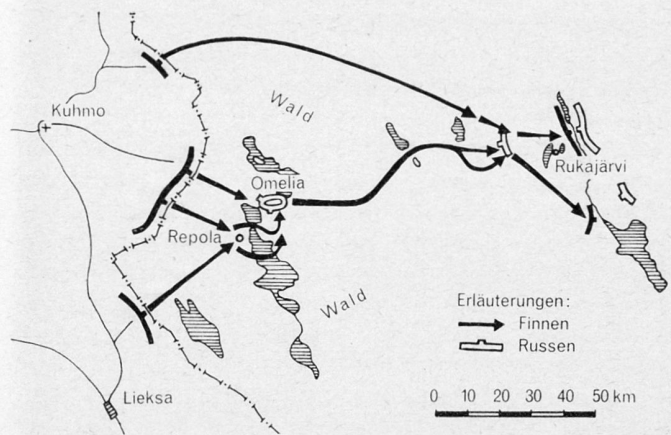 Kuhmo
Wald
Omelia
Rukajärvi
Repola
Wald
Erläuterungen:
Finnen
Russen
Lieksa
0 10 20 30 40 50 km